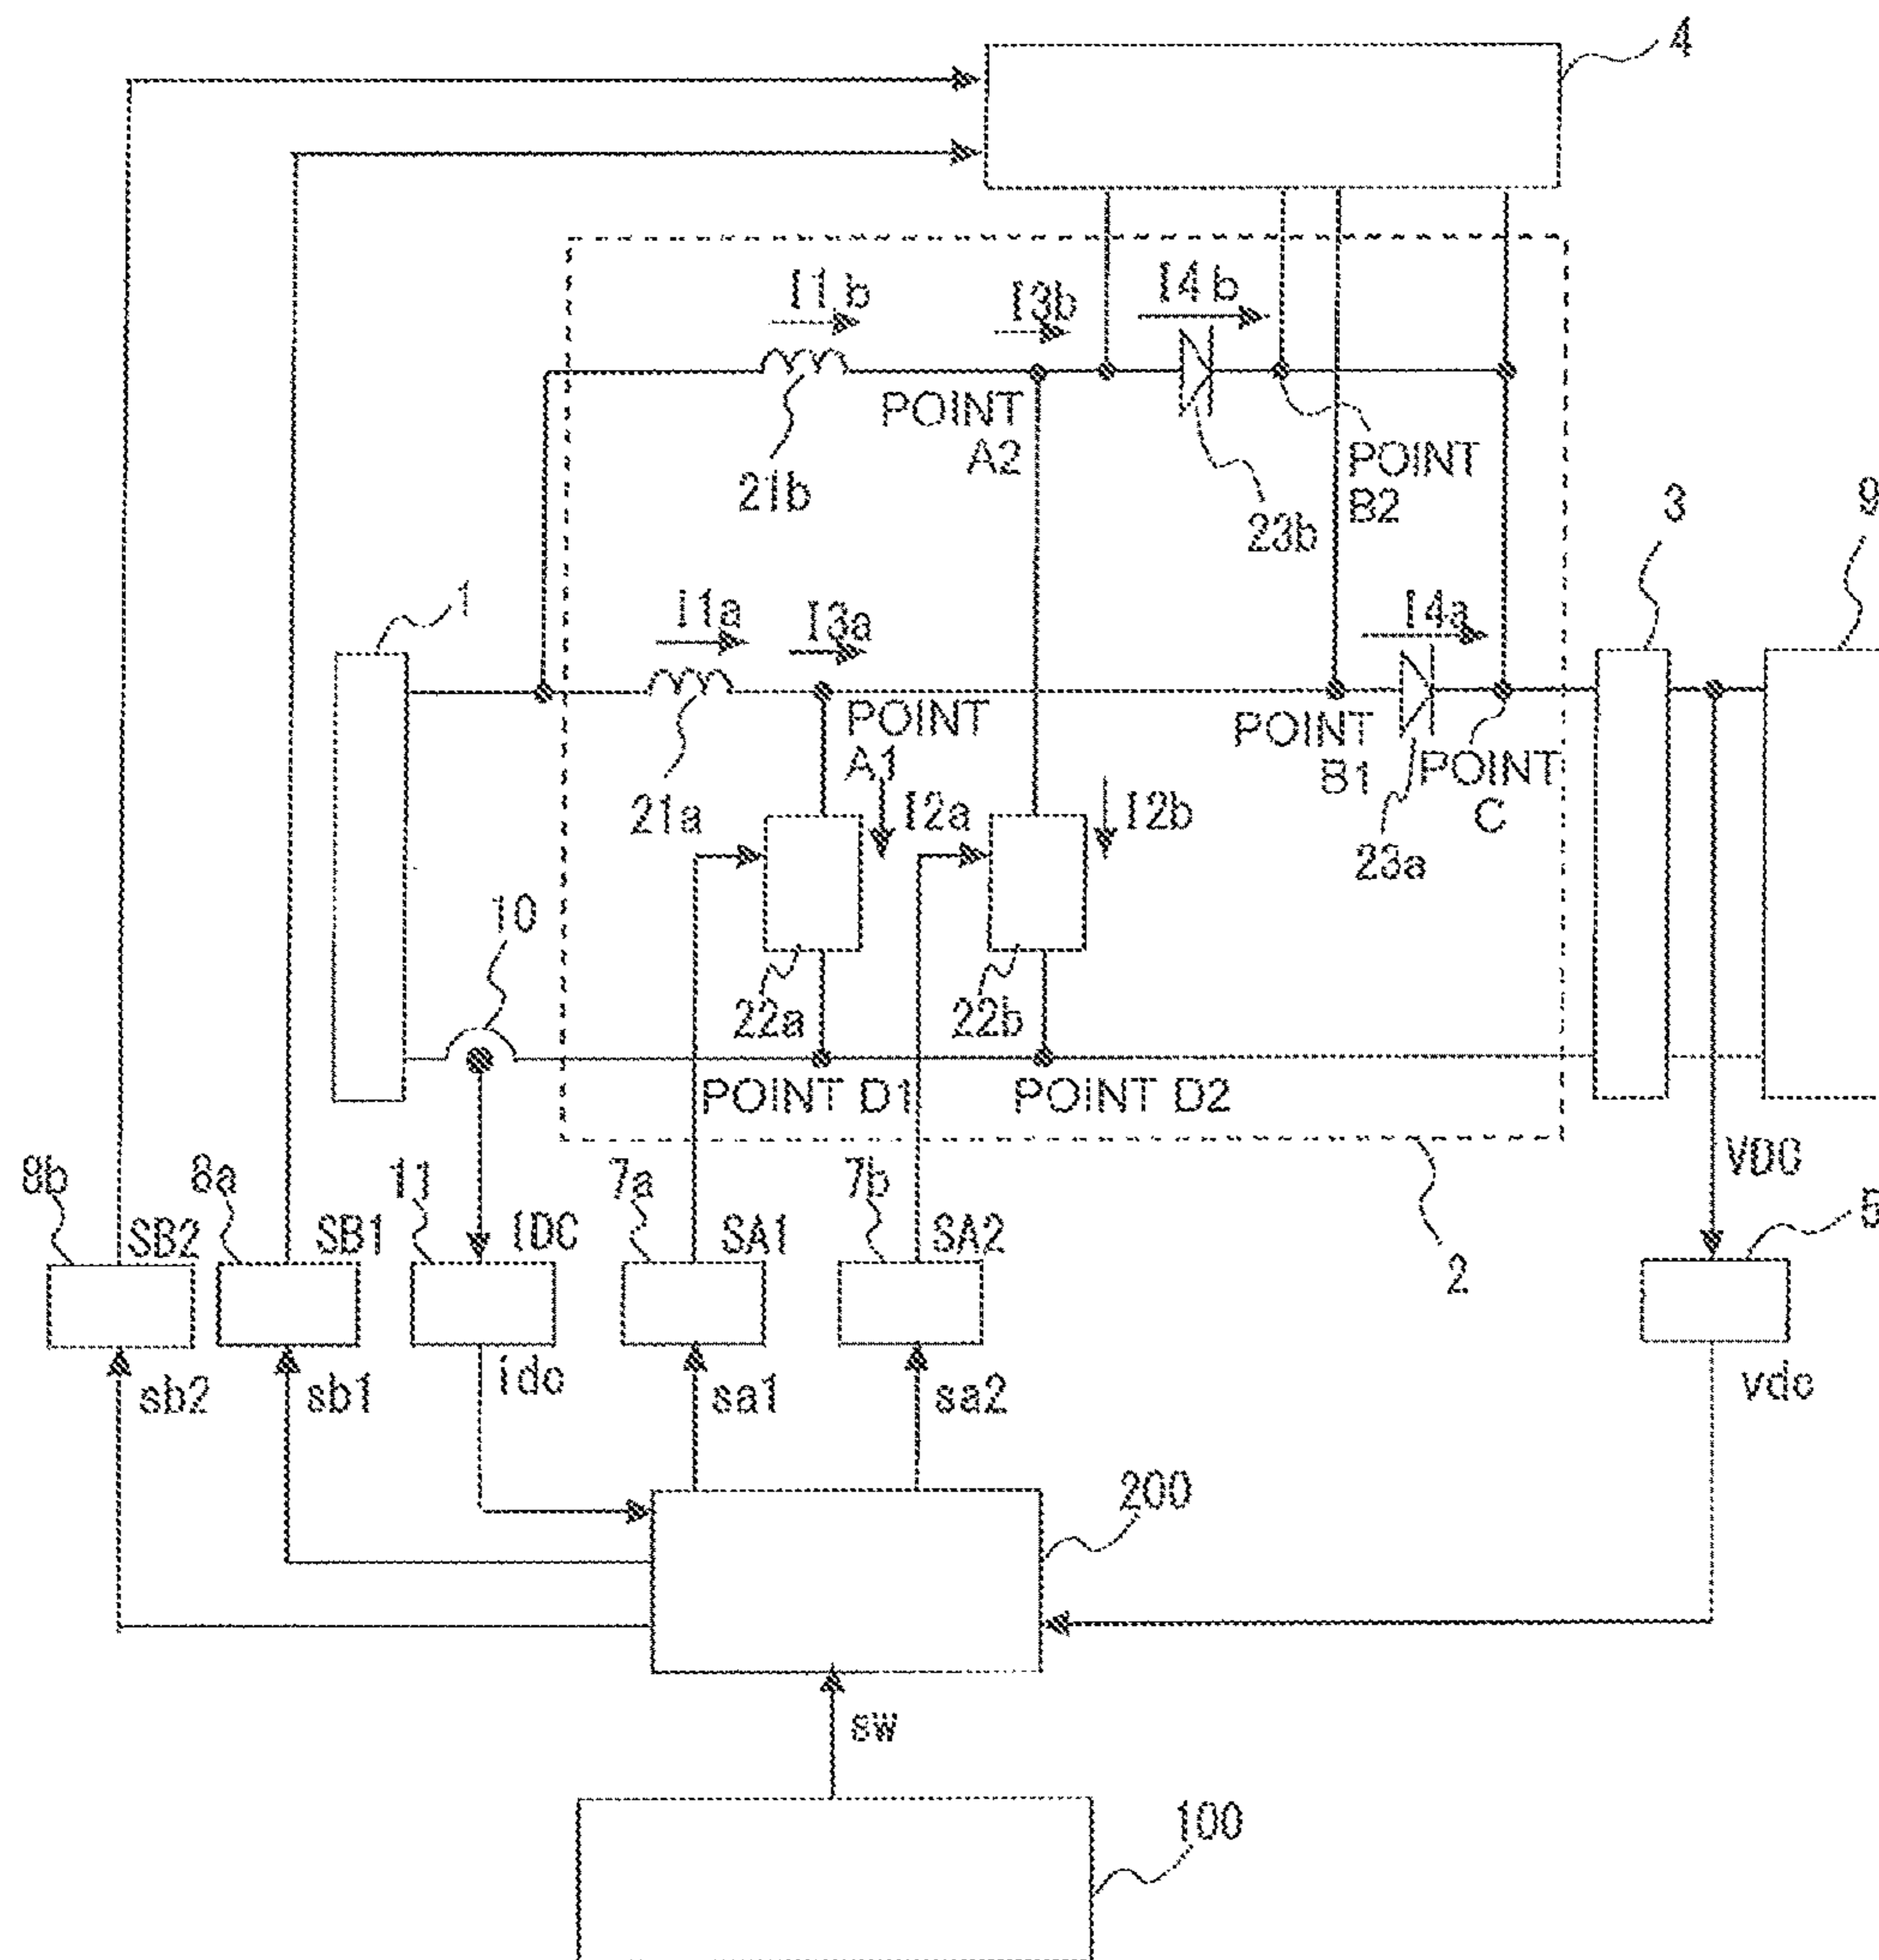 4
I1b
I3b
I4b
POINT
A2
21b
POINT
B2
23b
3
9
1
I1a
I3a
I4a
POINT
A1
POINT
B1
POINT
C
21a
I2a
I2b
23a
10
22a
22b
POINT D1
POINT D2
8b
8a
11
7a
7b
VDC
SB2
SB1
IDC
SA1
SA2
2
5
sb2
sb1
idc
sa1
sa2
vdc
200
sw
100